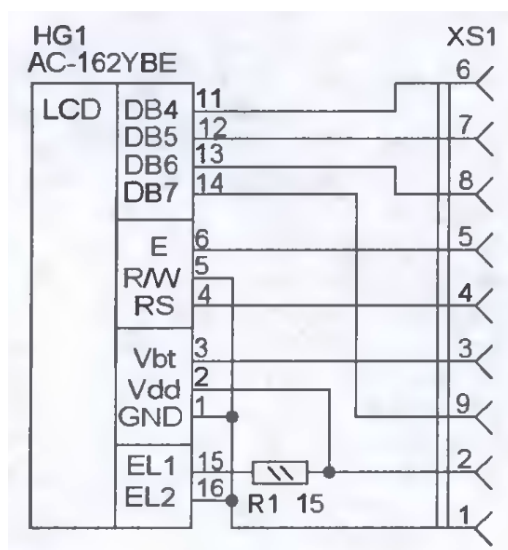 HG1 XS1
AC-162YBE 6
LCD DB4 11
DB5 12 7
DB6 13
DB7 14 8
E 6 5
R/W 5
RS 4 4
Vbt 3 3
Vdd 2
GND 1 9
EL1 15 2
EL2 16 R1 15 1